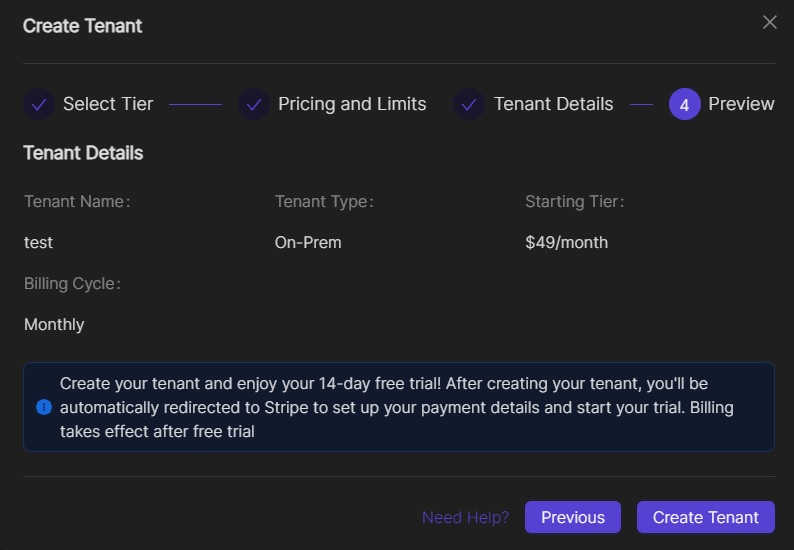 Create Tenant
Select Tier
Pricing and Limits
Tenant Details
4 Preview
Tenant Details
Tenant Name:
Tenant Type:
Starting Tier:
test
On-Prem
$49/month
Billing Cycle:
Monthly
Create your tenant and enjoy your 14-day free trial! After creating your tenant, you'll be
automatically redirected to Stripe to set up your payment details and start your trial. Billing
takes effect after free trial
Need Help?
Previous
Create Tenant